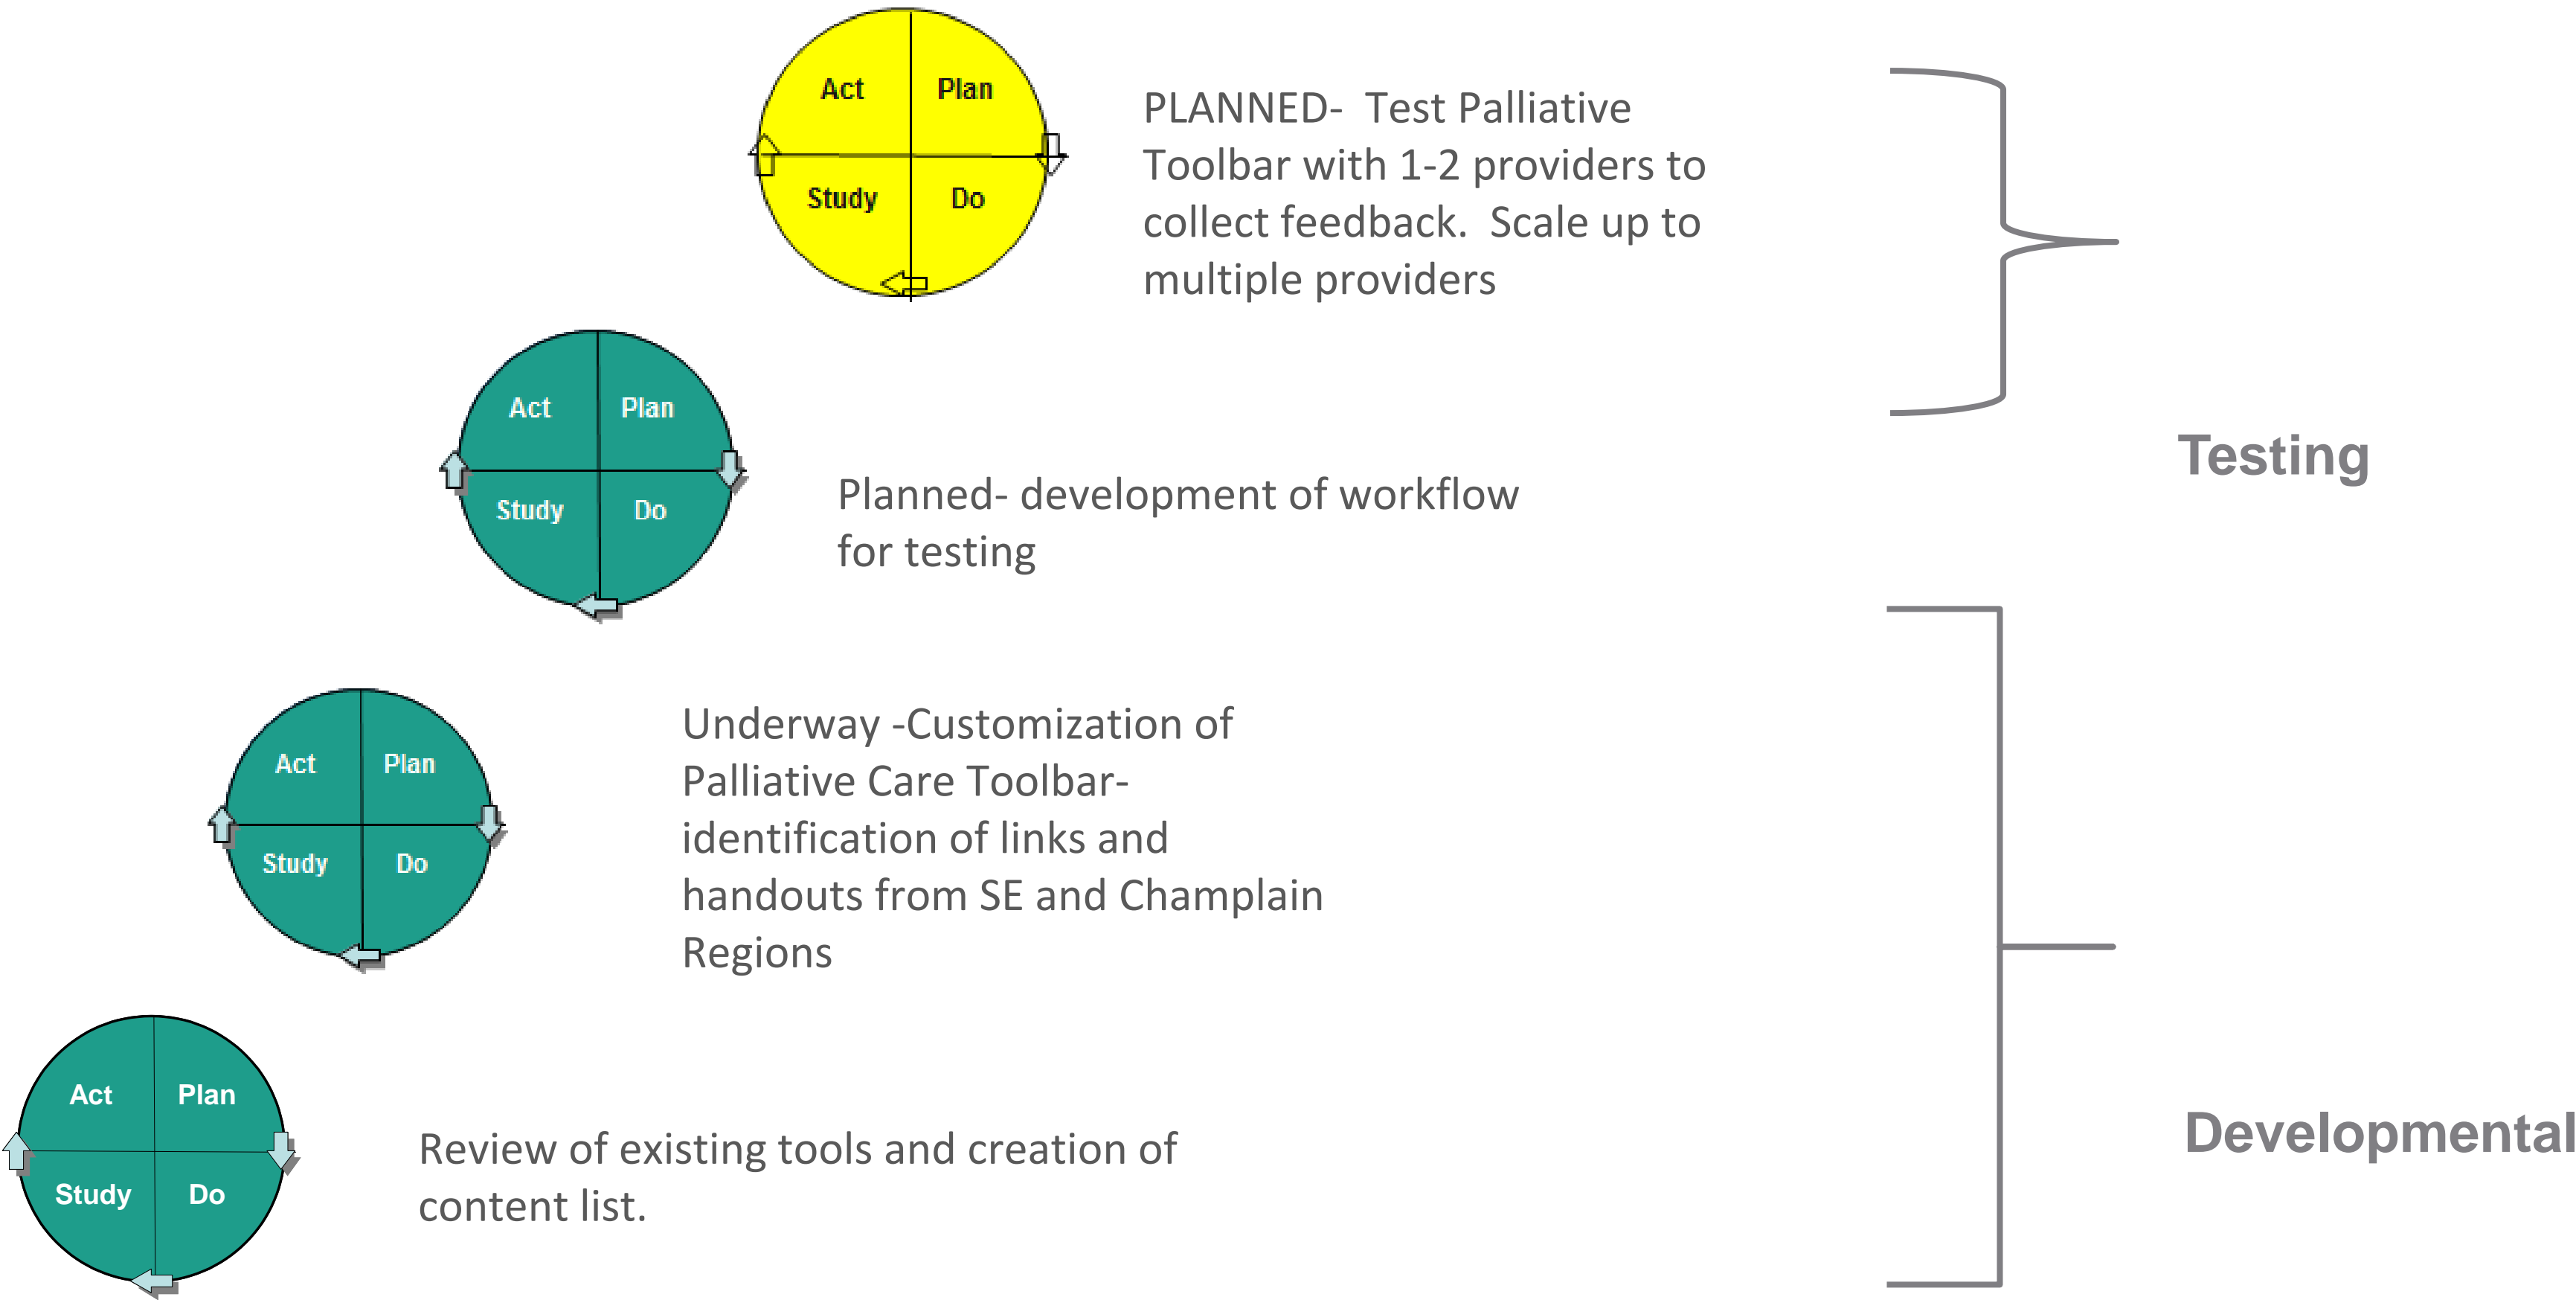 Act Plan
Study Do
PLANNED- Test Palliative
Toolbar with 1-2 providers to
collect feedback. Scale up to
multiple providers
Act Plan
Study Do
Planned- development of workflow
for testing
Testing
Act Plan
Study Do
Underway -Customization of
Palliative Care Toolbar-
identification of links and
handouts from SE and Champlain
Regions
Act Plan
Study Do
Review of existing tools and creation of
content list.
Developmental